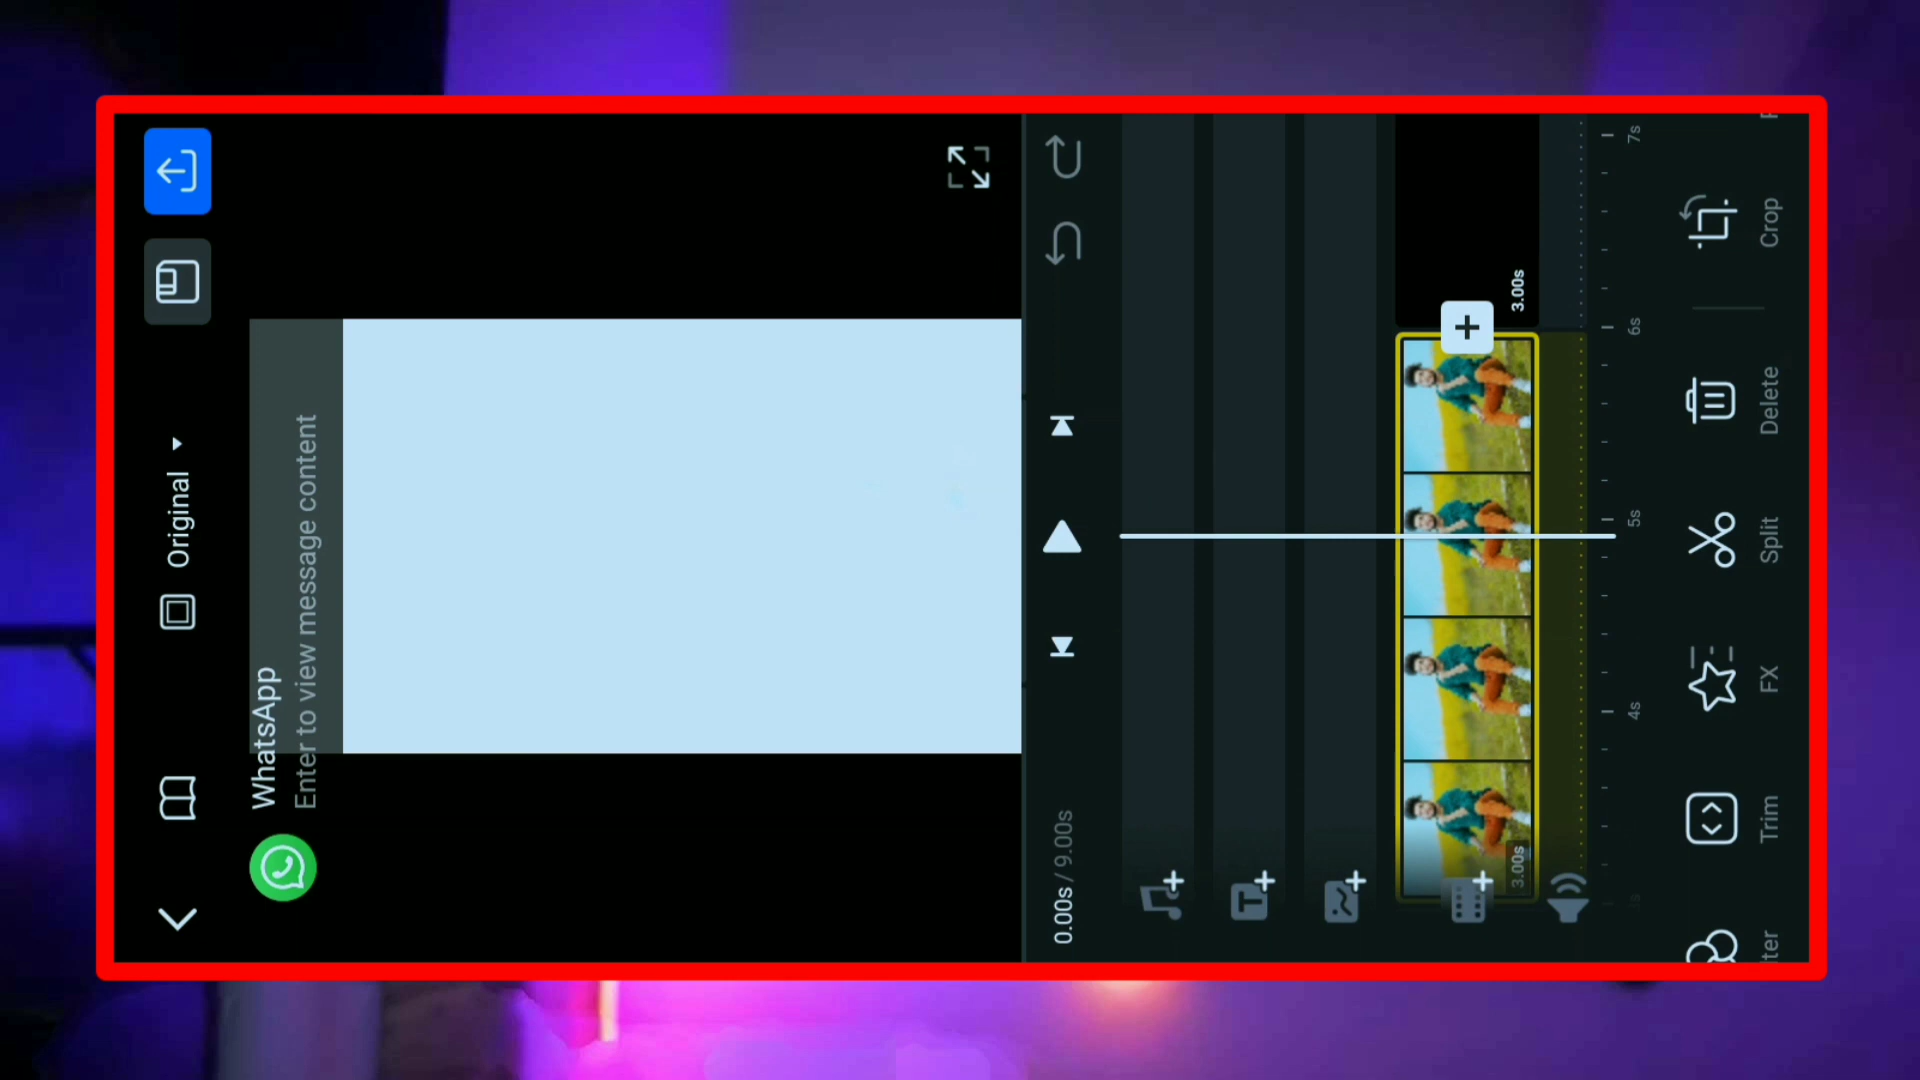 Original
WhatsApp
Enter to view message content
0.00s / 9.00s
T
3.00s
3.00s
4s
5s
6s
7s
Trim
FX
Split
Delete
Crop